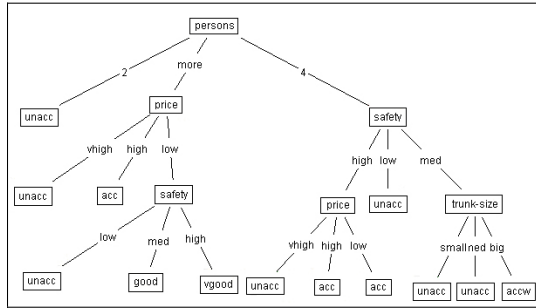 persons
2 more 4
unacc price safety
vhigh high low high low med
unacc acc safety price unacc trunk-size
low med high vhigh high low small med big
unacc good vgood unacc acc acc unacc unacc accw